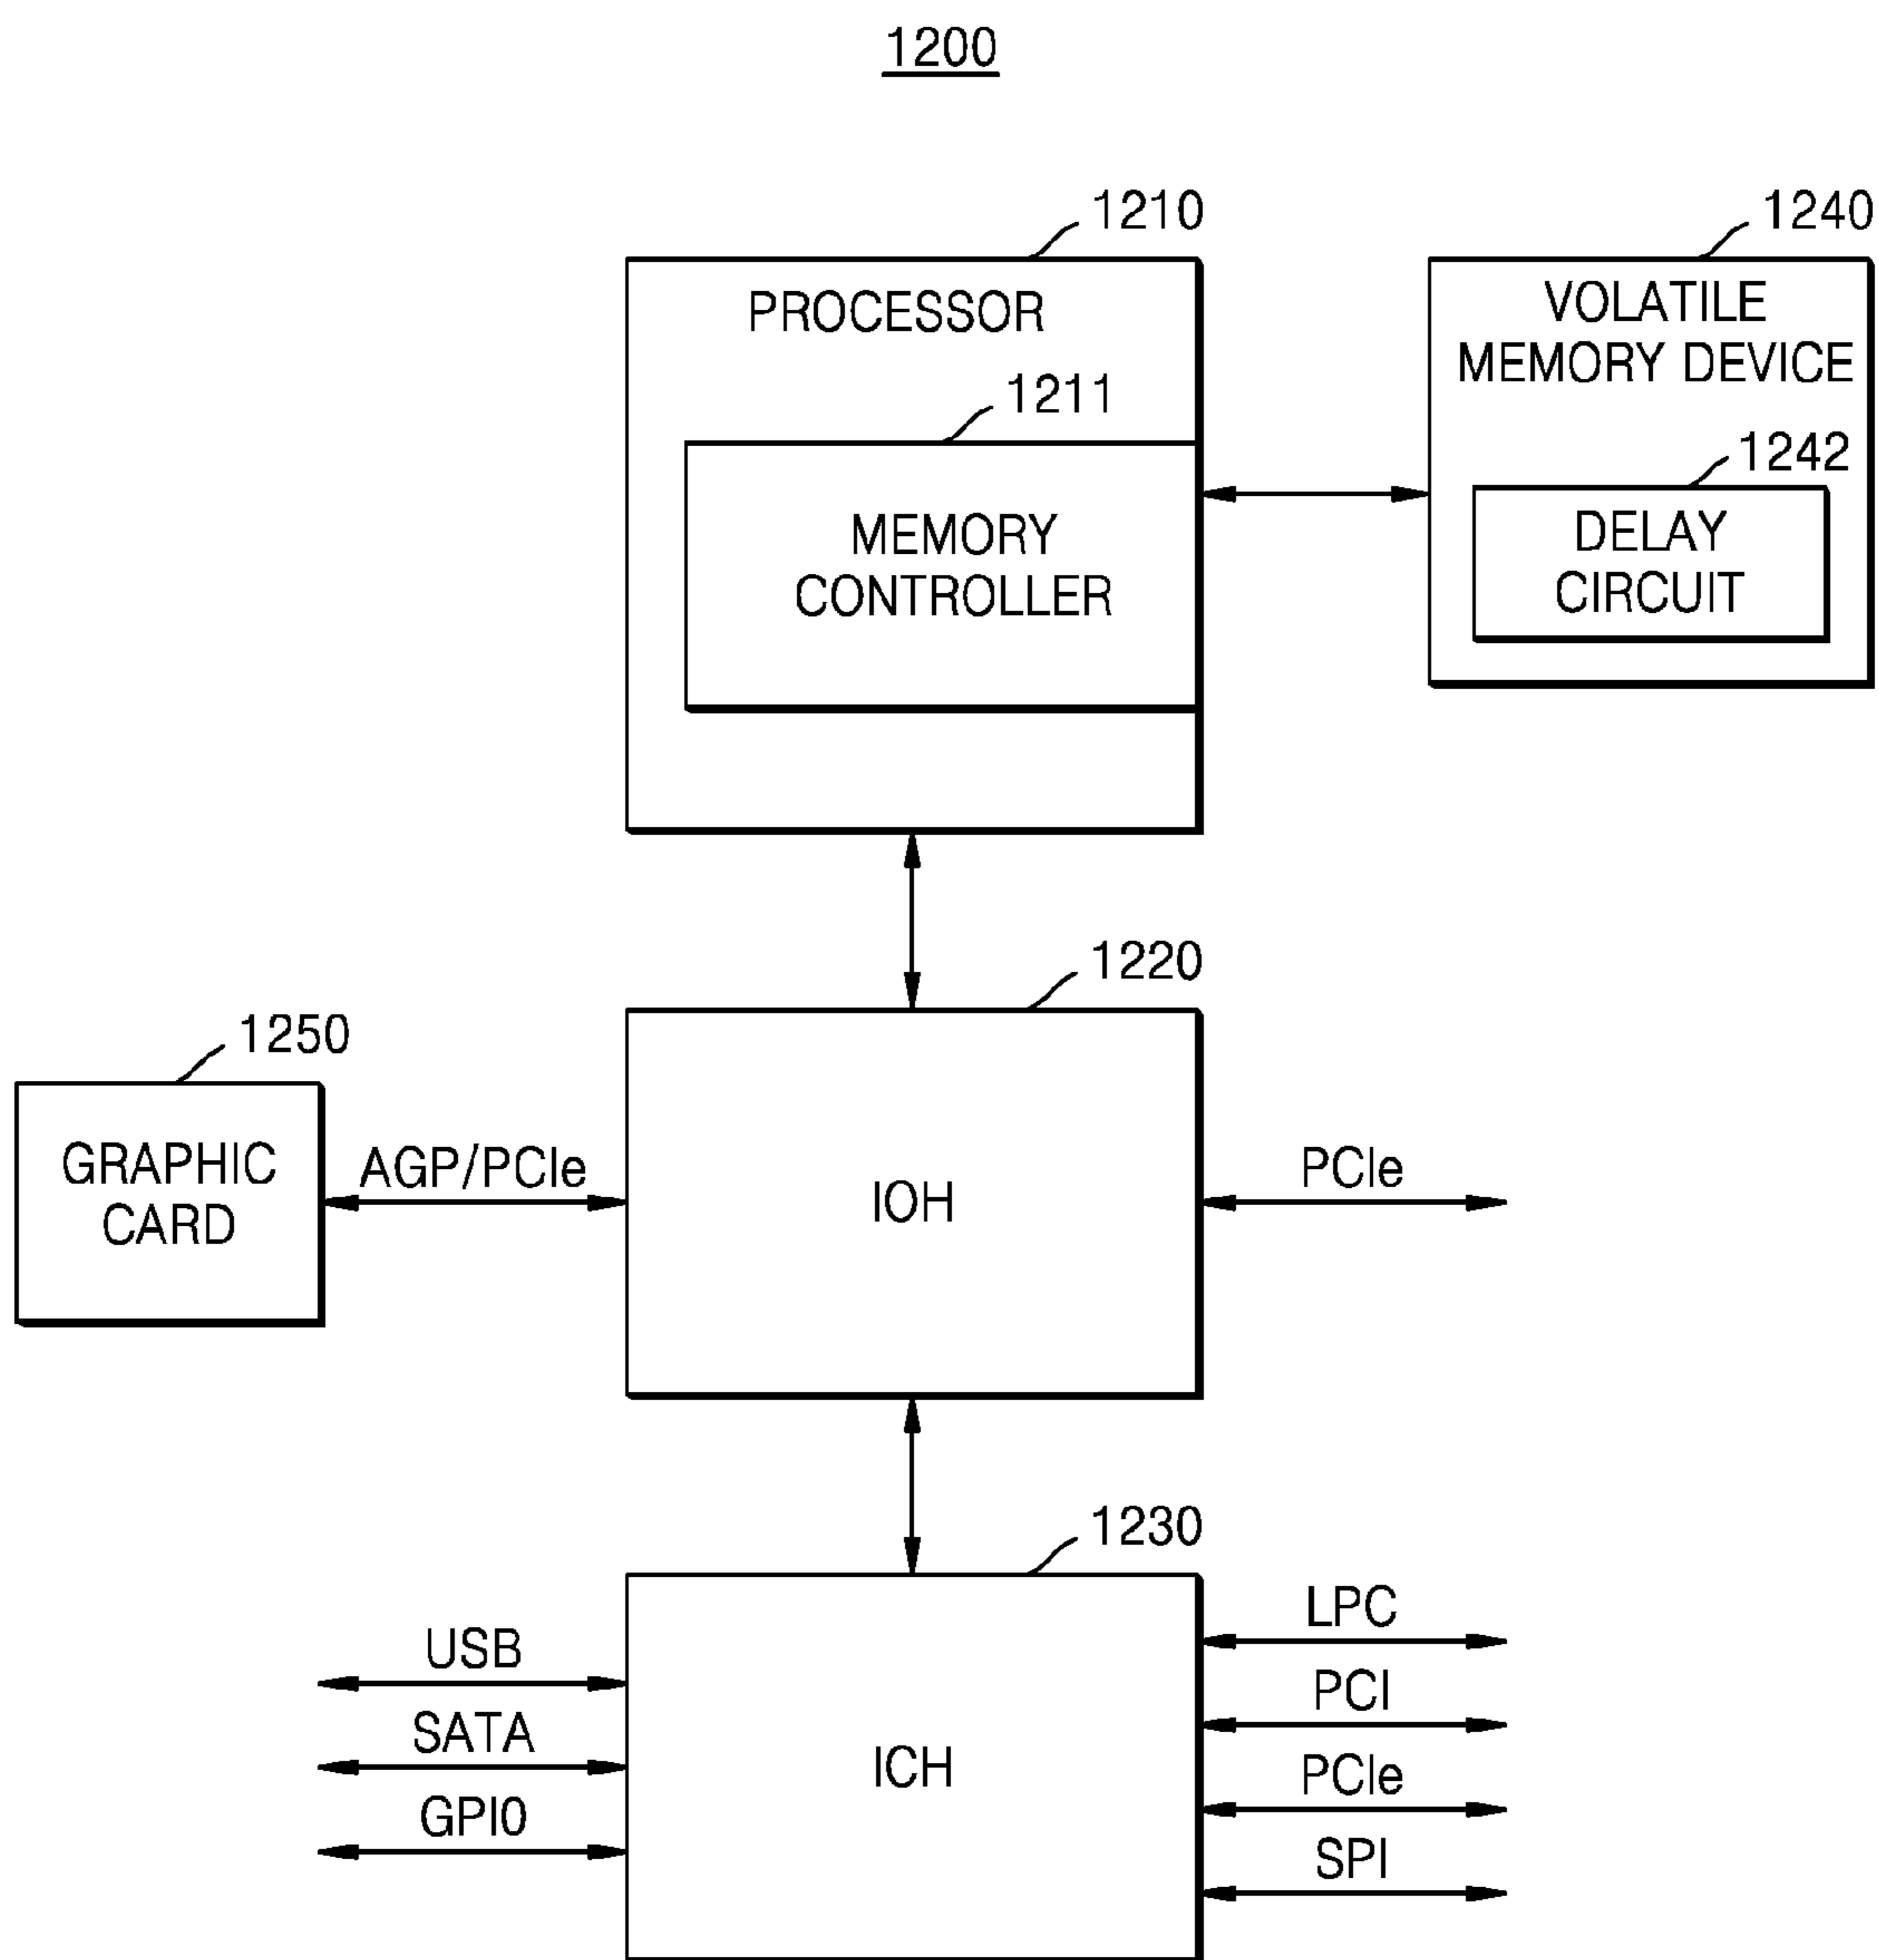 1200
1210
1240
PROCESSOR
VOLATILE
MEMORY DEVICE
1211
1242
MEMORY
CONTROLLER
DELAY
CIRCUIT
1220
1250
GRAPHIC
CARD
AGP/PCIe
IOH
PCIe
1230
USB
SATA
GPI0
ICH
LPC
PCI
PCIe
SPI